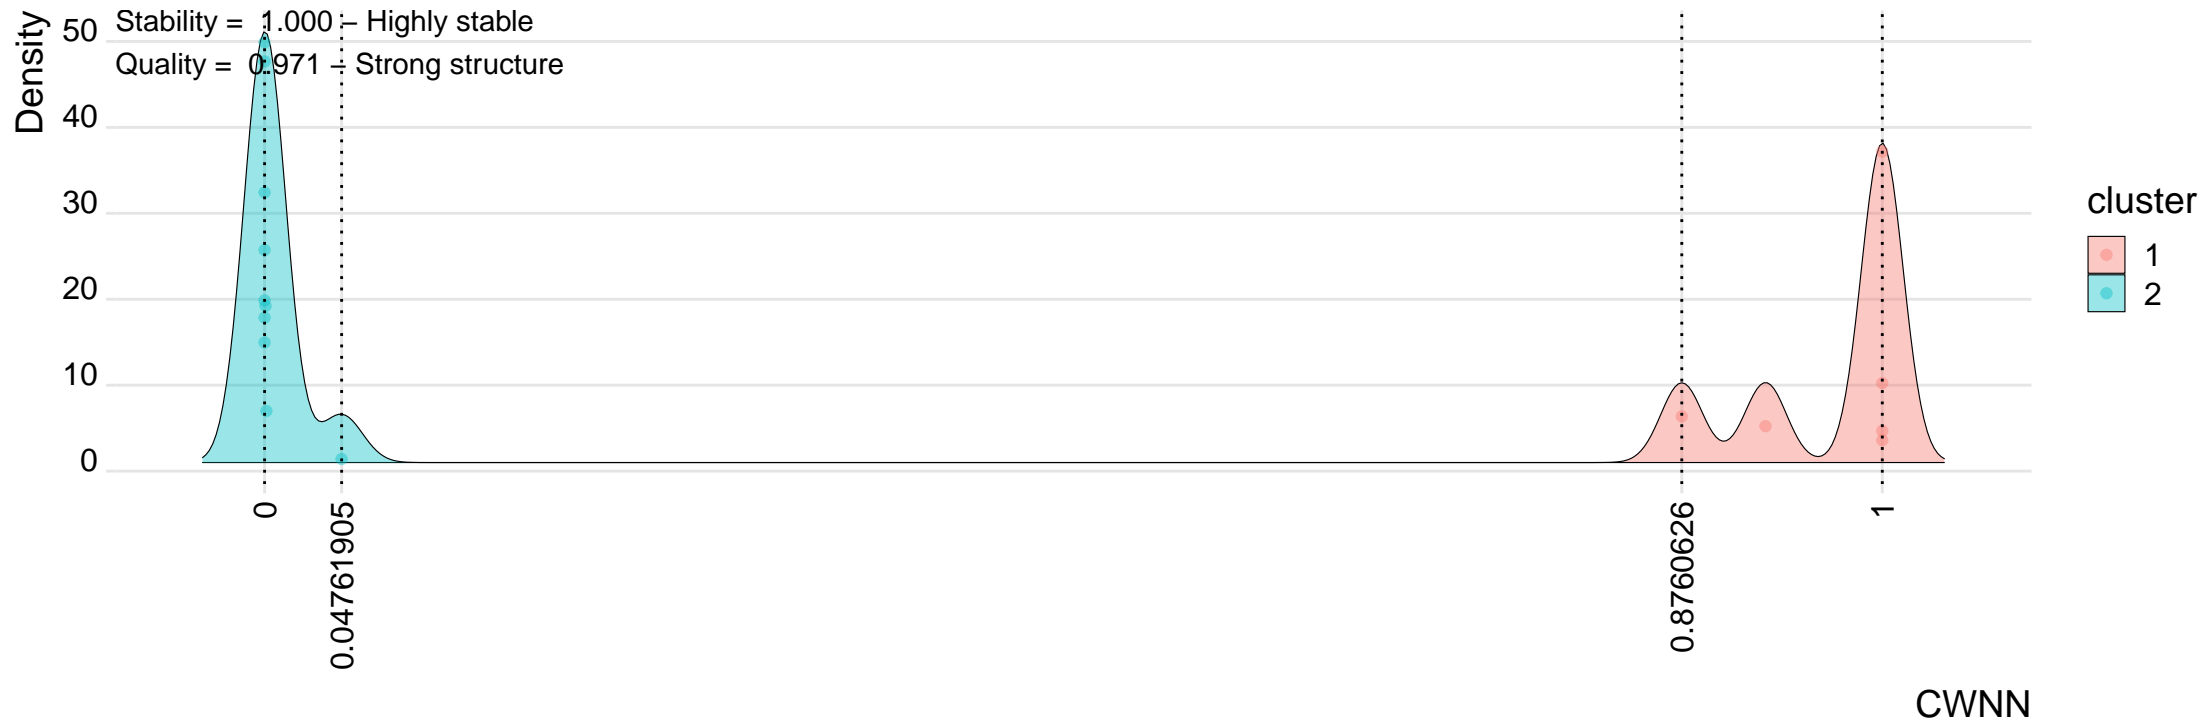 Density
Stability =  1.000 – Highly stable
Quality =  0.971 – Strong structure
50
40
30
20
10
0
0
0.04761905
0.8760626
1
CWNN
cluster
1
2